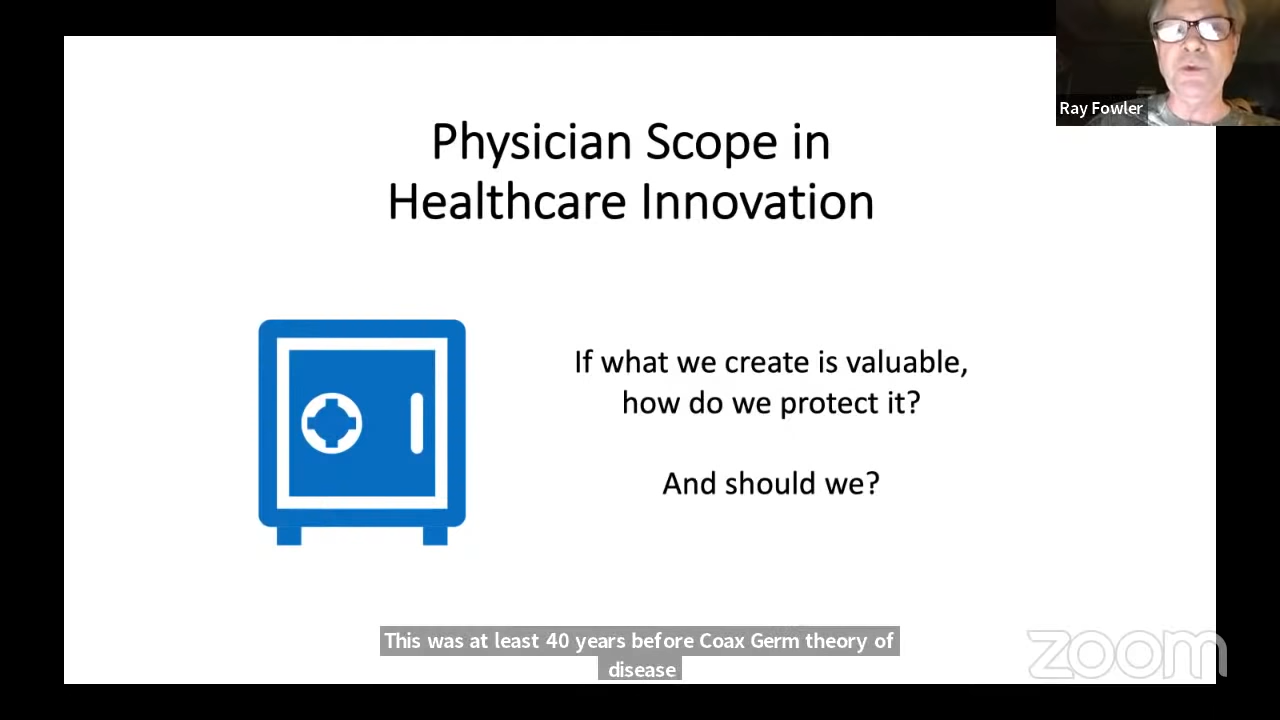 Ray Fowler
Physician Scope in
Healthcare Innovation
If what we create is valuable,
how do we protect it?
And should we?
This was at least 40 years before Coax Germ theory of
disease
zoom